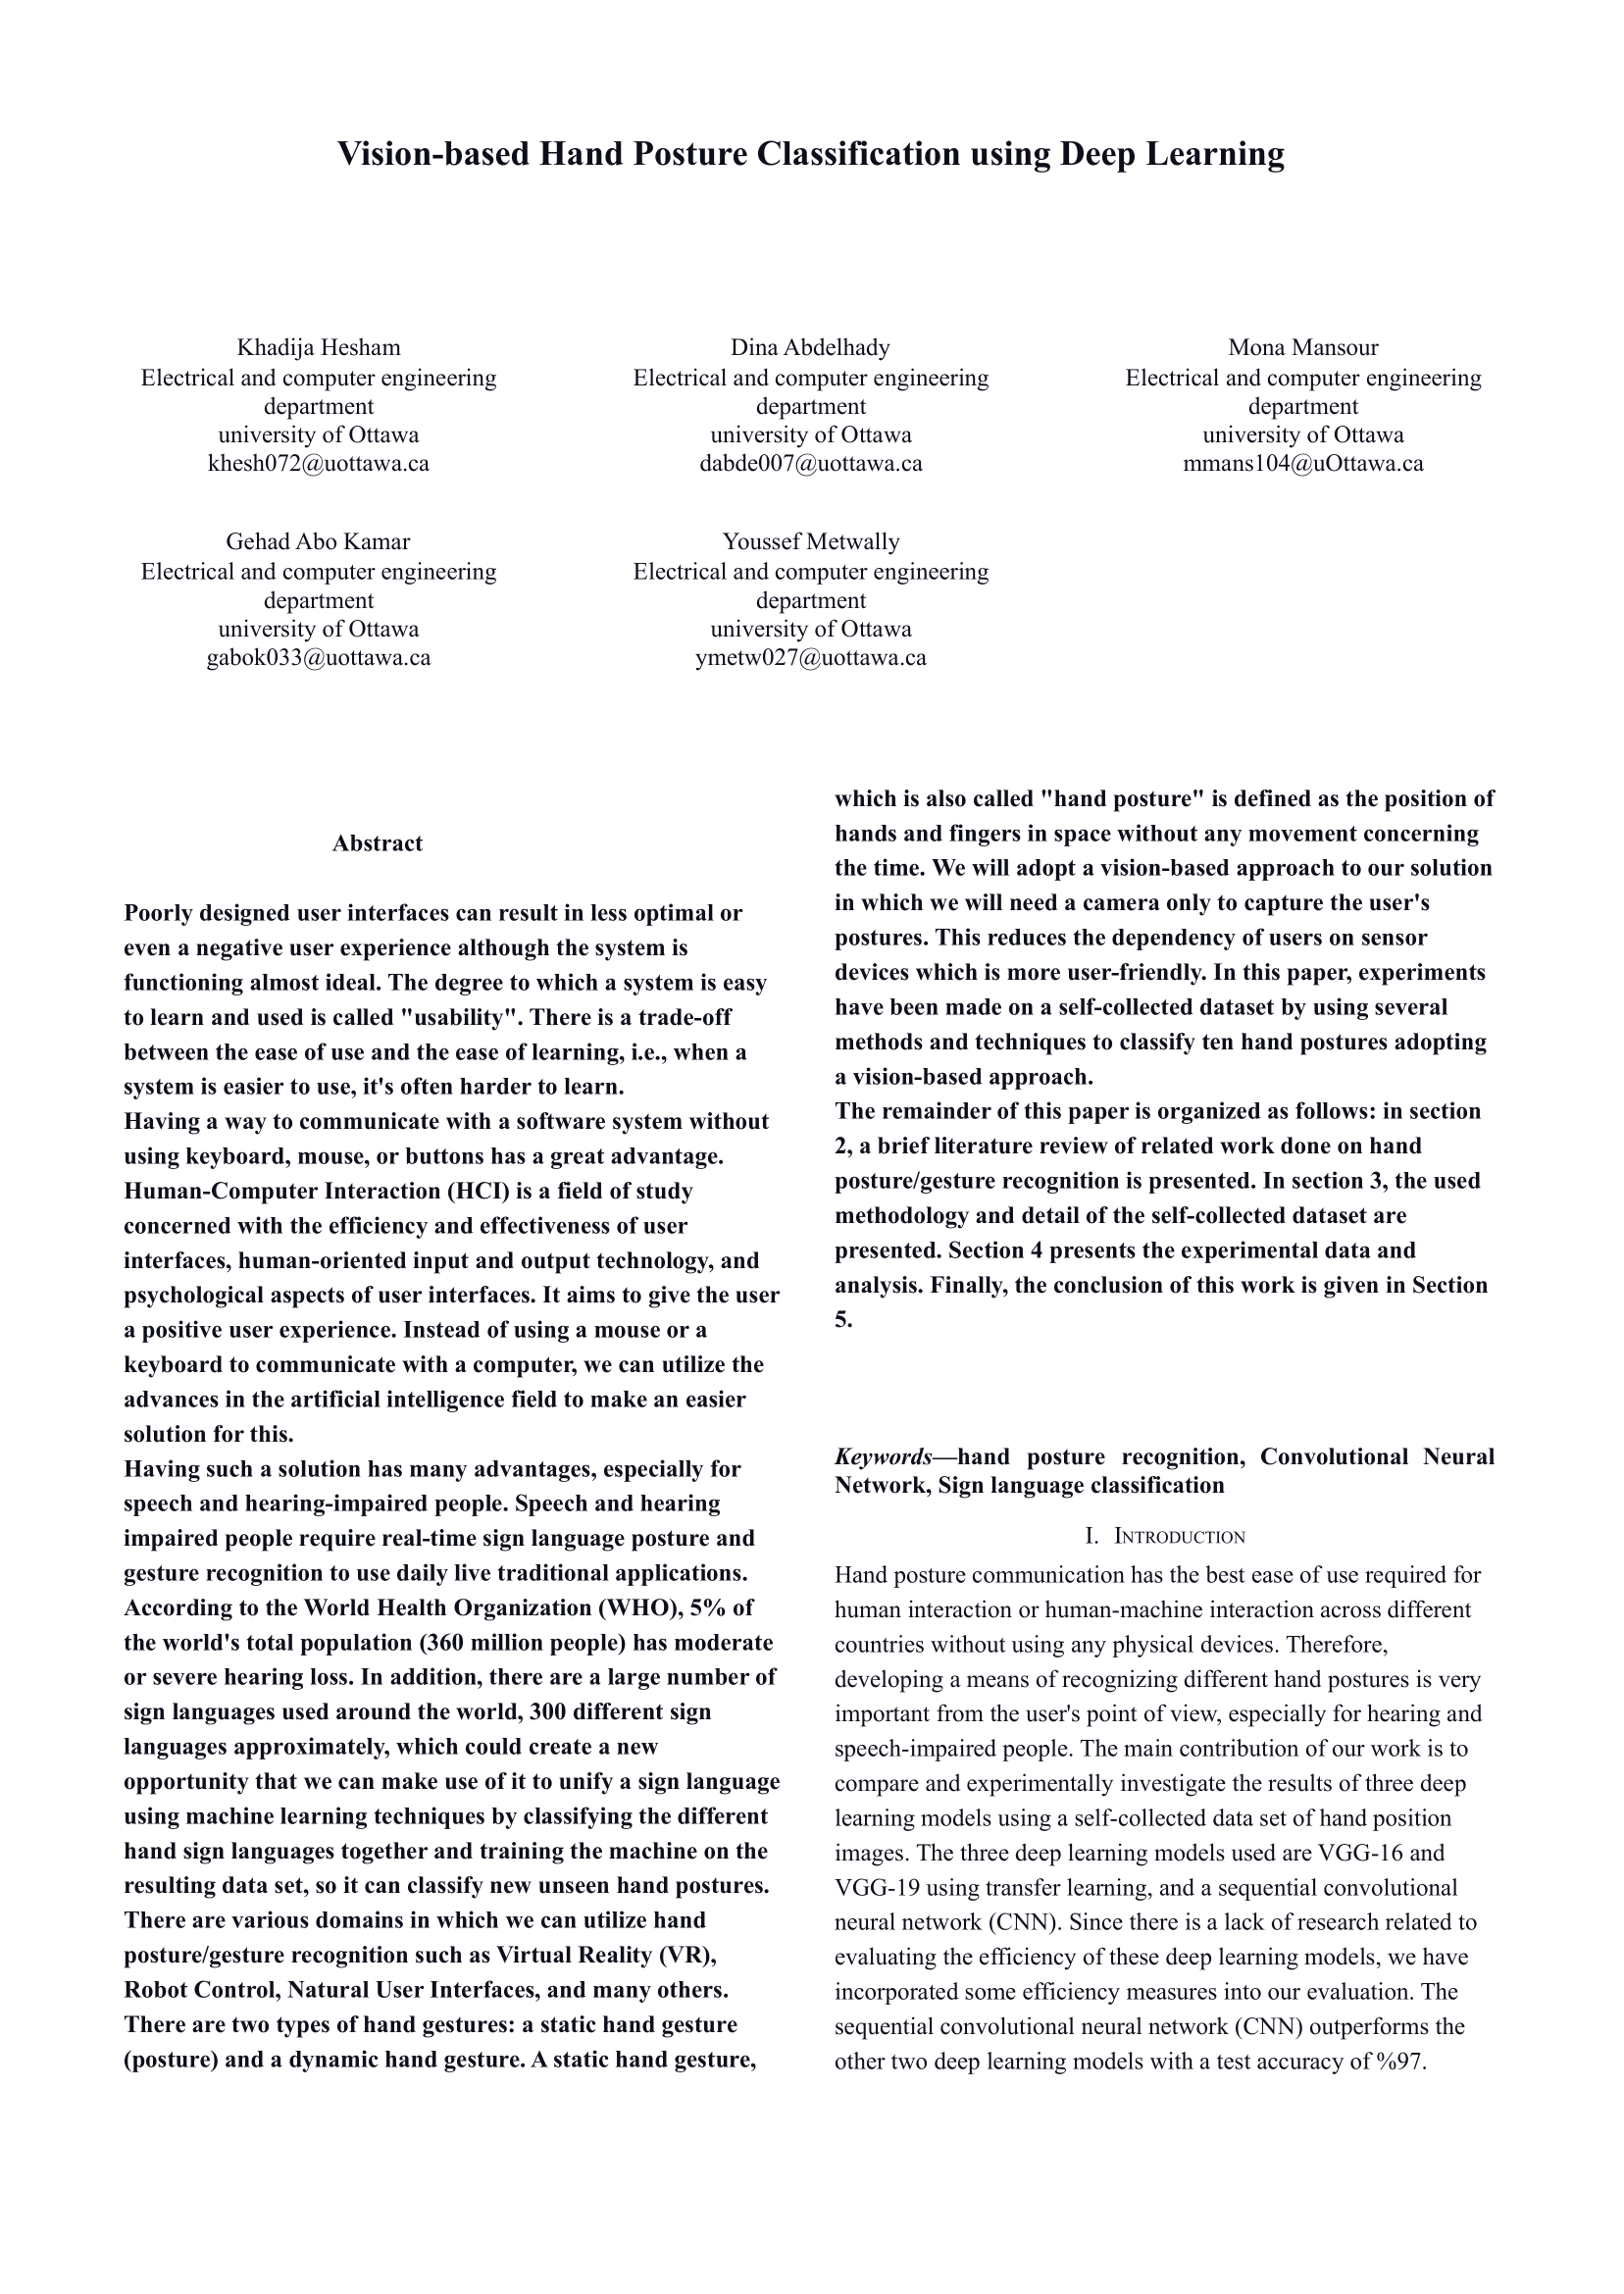 Vision-based Hand Posture Classification using Deep Learning
Khadija Hesham
Electrical and computer engineering
department
university of Ottawa
khesh072@uottawa.ca
Dina Abdelhady
Electrical and computer engineering
department
university of Ottawa
dabde007@uottawa.ca
Mona Mansour
Electrical and computer engineering
department
university of Ottawa
mmans104@uOttawa.ca
Gehad Abo Kamar
Electrical and computer engineering
department
university of Ottawa
gabok033@uottawa.ca
Youssef Metwally
Electrical and computer engineering
department
university of Ottawa
ymetw027@uottawa.ca
Abstract
Poorly designed user interfaces can result in less optimal or
even a negative user experience although the system is
functioning almost ideal. The degree to which a system is easy
to learn and used is called "usability". There is a trade-off
between the ease of use and the ease of learning, i.e., when a
system is easier to use, it's often harder to learn.
Having a way to communicate with a software system without
using keyboard, mouse, or buttons has a great advantage.
Human-Computer Interaction (HCI) is a field of study
concerned with the efficiency and effectiveness of user
interfaces, human-oriented input and output technology, and
psychological aspects of user interfaces. It aims to give the user
a positive user experience. Instead of using a mouse or a
keyboard to communicate with a computer, we can utilize the
advances in the artificial intelligence field to make an easier
solution for this.
Having such a solution has many advantages, especially for
speech and hearing-impaired people. Speech and hearing
impaired people require real-time sign language posture and
gesture recognition to use daily live traditional applications.
According to the World Health Organization (WHO), 5% of
the world's total population (360 million people) has moderate
or severe hearing loss. In addition, there are a large number of
sign languages used around the world, 300 different sign
languages approximately, which could create a new
opportunity that we can make use of it to unify a sign language
using machine learning techniques by classifying the different
hand sign languages together and training the machine on the
resulting data set, so it can classify new unseen hand postures.
There are various domains in which we can utilize hand
posture/gesture recognition such as Virtual Reality (VR),
Robot Control, Natural User Interfaces, and many others.
There are two types of hand gestures: a static hand gesture
(posture) and a dynamic hand gesture. A static hand gesture,
which is also called "hand posture" is defined as the position of
hands and fingers in space without any movement concerning
the time. We will adopt a vision-based approach to our solution
in which we will need a camera only to capture the user's
postures. This reduces the dependency of users on sensor
devices which is more user-friendly. In this paper, experiments
have been made on a self-collected dataset by using several
methods and techniques to classify ten hand postures adopting
a vision-based approach.
The remainder of this paper is organized as follows: in section
2, a brief literature review of related work done on hand
posture/gesture recognition is presented. In section 3, the used
methodology and detail of the self-collected dataset are
presented. Section 4 presents the experimental data and
analysis. Finally, the conclusion of this work is given in Section
5.
Keywords—hand posture recognition, Convolutional Neural
Network, Sign language classification
I. Introduction
Hand posture communication has the best ease of use required for
human interaction or human-machine interaction across different
countries without using any physical devices. Therefore,
developing a means of recognizing different hand postures is very
important from the user's point of view, especially for hearing and
speech-impaired people. The main contribution of our work is to
compare and experimentally investigate the results of three deep
learning models using a self-collected data set of hand position
images. The three deep learning models used are VGG-16 and
VGG-19 using transfer learning, and a sequential convolutional
neural network (CNN). Since there is a lack of research related to
evaluating the efficiency of these deep learning models, we have
incorporated some efficiency measures into our evaluation. The
sequential convolutional neural network (CNN) outperforms the
other two deep learning models with a test accuracy of %97.